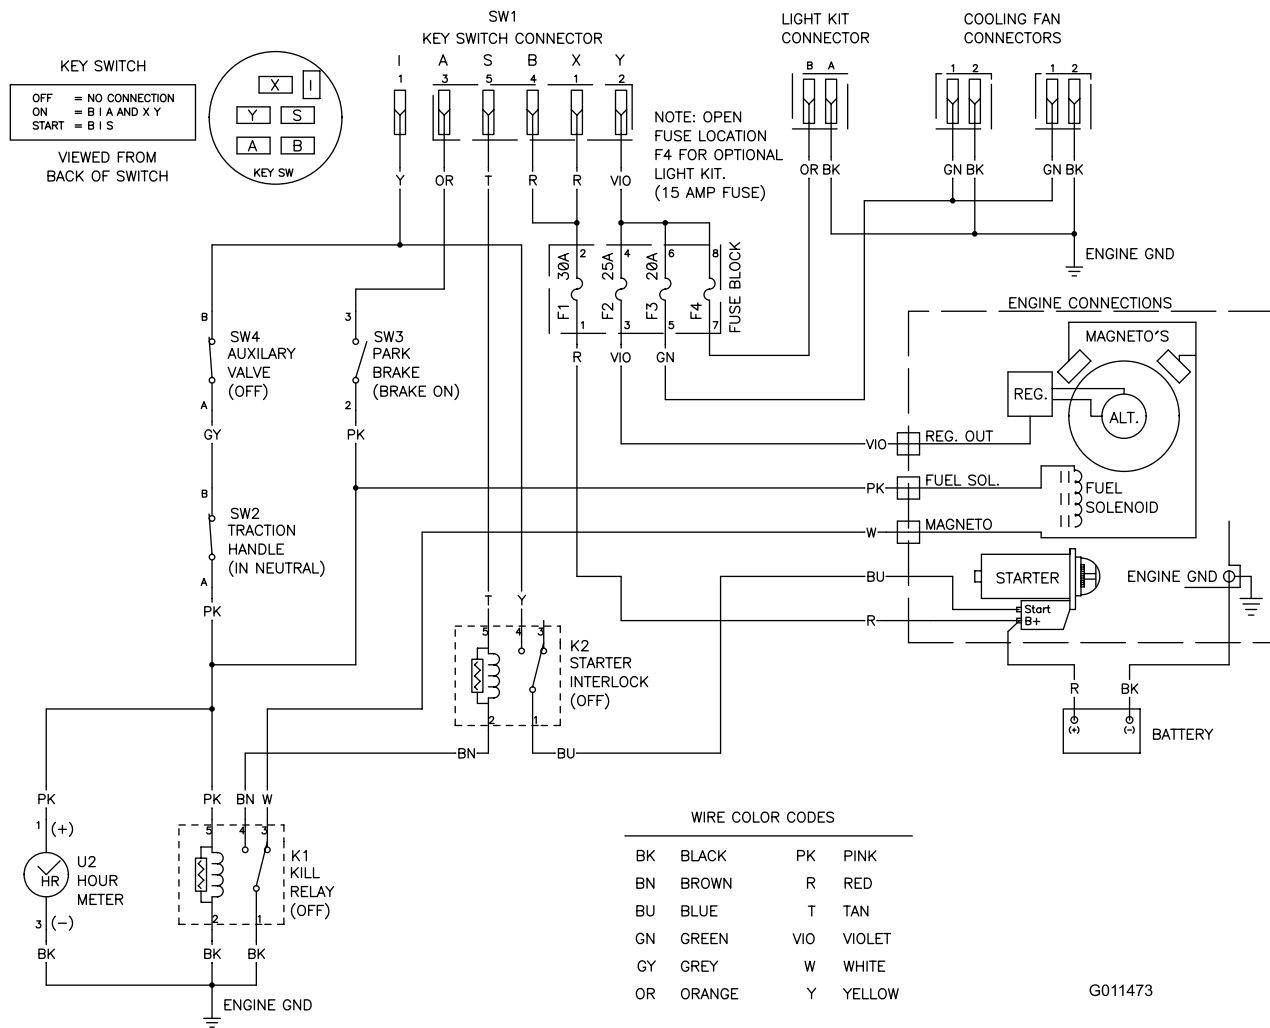 SW1
KEY SWITCH CONNECTOR
I A S B X Y
1 3 5 4 1 2
Y OR T R R VIO
KEY SWITCH
OFF = NO CONNECTION
ON = B I A AND X Y
START = B I S
VIEWED FROM
BACK OF SWITCH
X I
Y S
A B
KEY SW
NOTE: OPEN
FUSE LOCATION
F4 FOR OPTIONAL
LIGHT KIT.
(15 AMP FUSE)
LIGHT KIT
CONNECTOR
B A
OR BK
COOLING FAN
CONNECTORS
1 2 1 2
GN BK GN BK
ENGINE GND
2 4 6 8
30A 25A 20A
F1 F2 F3 F4
FUSE BLOCK
1 3 5 7
R VIO GN
B
SW4
AUXILARY
VALVE
(OFF)
A
GY
3
SW3
PARK
BRAKE
(BRAKE ON)
2
PK
B
SW2
TRACTION
HANDLE
(IN NEUTRAL)
A
PK
ENGINE CONNECTIONS
MAGNETO'S
REG.
ALT.
VIO REG. OUT
PK FUEL SOL.
FUEL
SOLENOID
W MAGNETO
BU
STARTER
Start
B+
R
ENGINE GND
R BK
(+) (-)
BATTERY
T Y
5 4 3
K2
STARTER
INTERLOCK
(OFF)
2 1
BN BU
PK
1 (+)
U2
HOUR
METER
HR
3 (-)
BK
PK BN W
5 4 3
K1
KILL
RELAY
(OFF)
2 1
BK BK
ENGINE GND
WIRE COLOR CODES
BK BLACK PK PINK
BN BROWN R RED
BU BLUE T TAN
GN GREEN VIO VIOLET
GY GREY W WHITE
OR ORANGE Y YELLOW
G011473